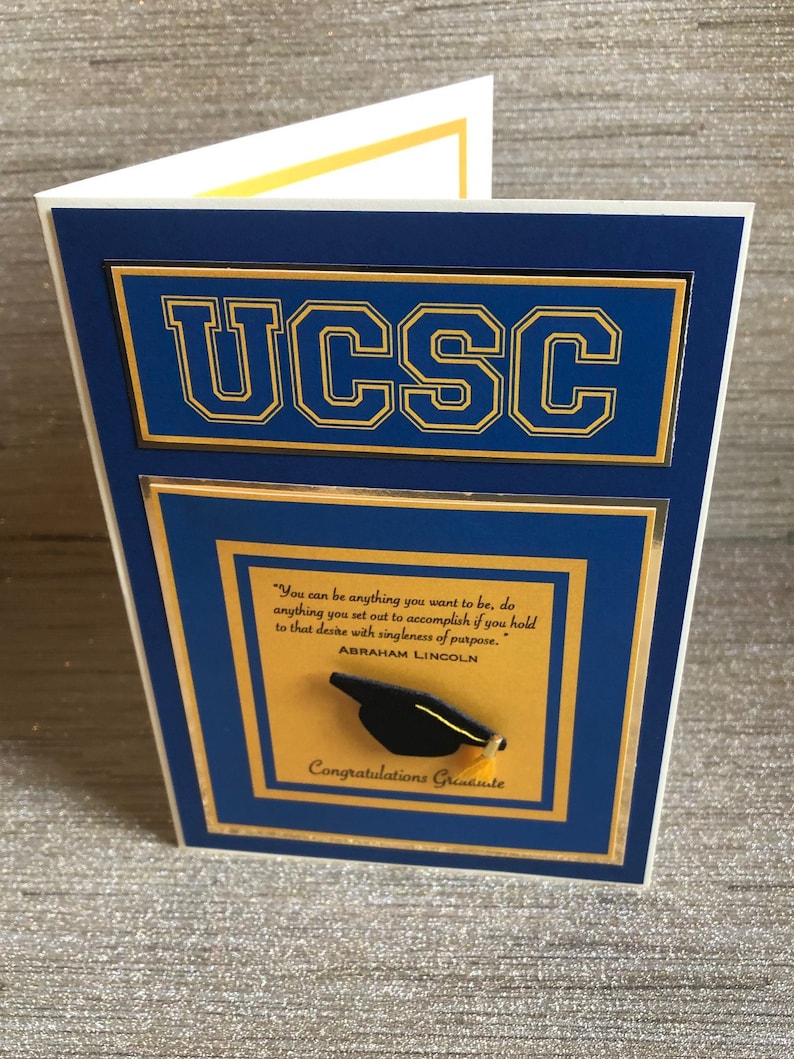 UCSC
"You can be anything you want to be, do
anything you set out to accomplish if you hold
to that desire with singleness of purpose."
ABRAHAM LINCOLN
Congratulations Graduate